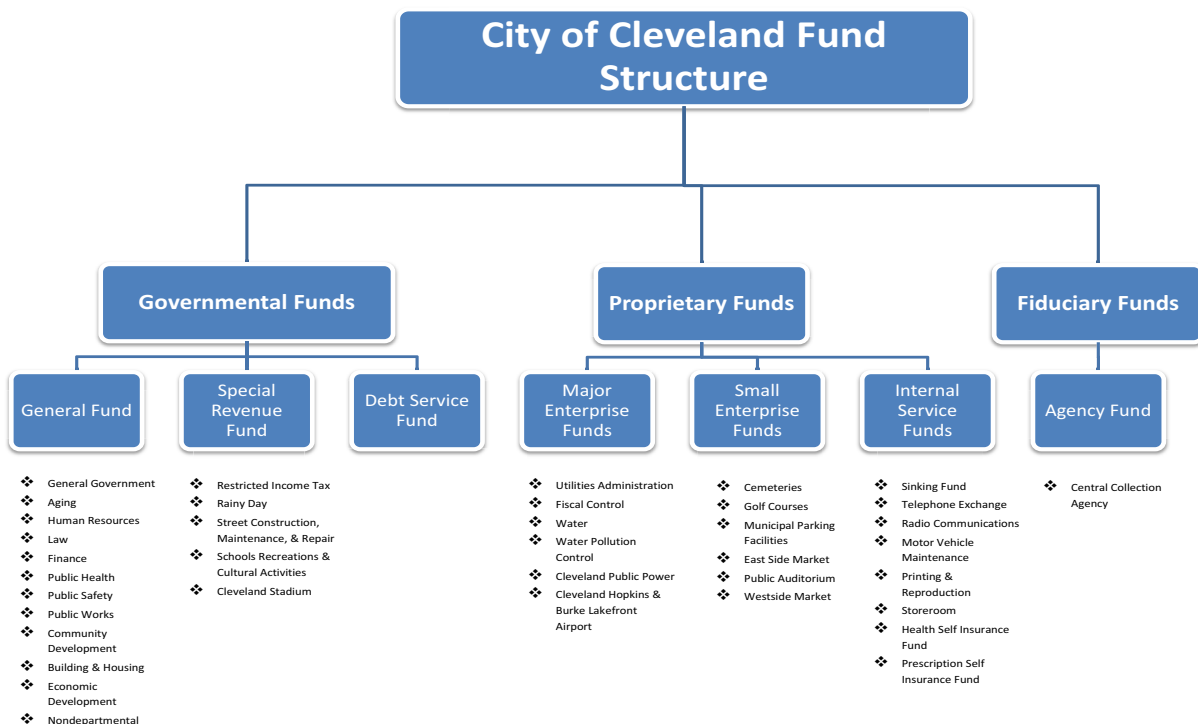 City of Cleveland Fund
Structure
Governmental Funds
Proprietary Funds
Fiduciary Funds
General Fund
Special
Revenue
Fund
Debt Service
Fund
Major
Enterprise
Funds
Small
Enterprise
Funds
Internal
Service
Funds
Agency Fund
❖ General Government
❖ Aging
❖ Human Resources
❖ Law
❖ Finance
❖ Public Health
❖ Public Safety
❖ Public Works
❖ Community
Development
❖ Building & Housing
❖ Economic
Development
❖ Nondepartmental
❖ Restricted Income Tax
❖ Rainy Day
❖ Street Construction,
Maintenance, & Repair
❖ Schools Recreations &
Cultural Activities
❖ Cleveland Stadium
❖ Utilities Administration
❖ Fiscal Control
❖ Water
❖ Water Pollution
Control
❖ Cleveland Public Power
❖ Cleveland Hopkins &
Burke Lakefront
Airport
❖ Cemeteries
❖ Golf Courses
❖ Municipal Parking
Facilities
❖ East Side Market
❖ Public Auditorium
❖ Westside Market
❖ Sinking Fund
❖ Telephone Exchange
❖ Radio Communications
❖ Motor Vehicle
Maintenance
❖ Printing &
Reproduction
❖ Storeroom
❖ Health Self Insurance
Fund
❖ Prescription Self
Insurance Fund
❖ Central Collection
Agency